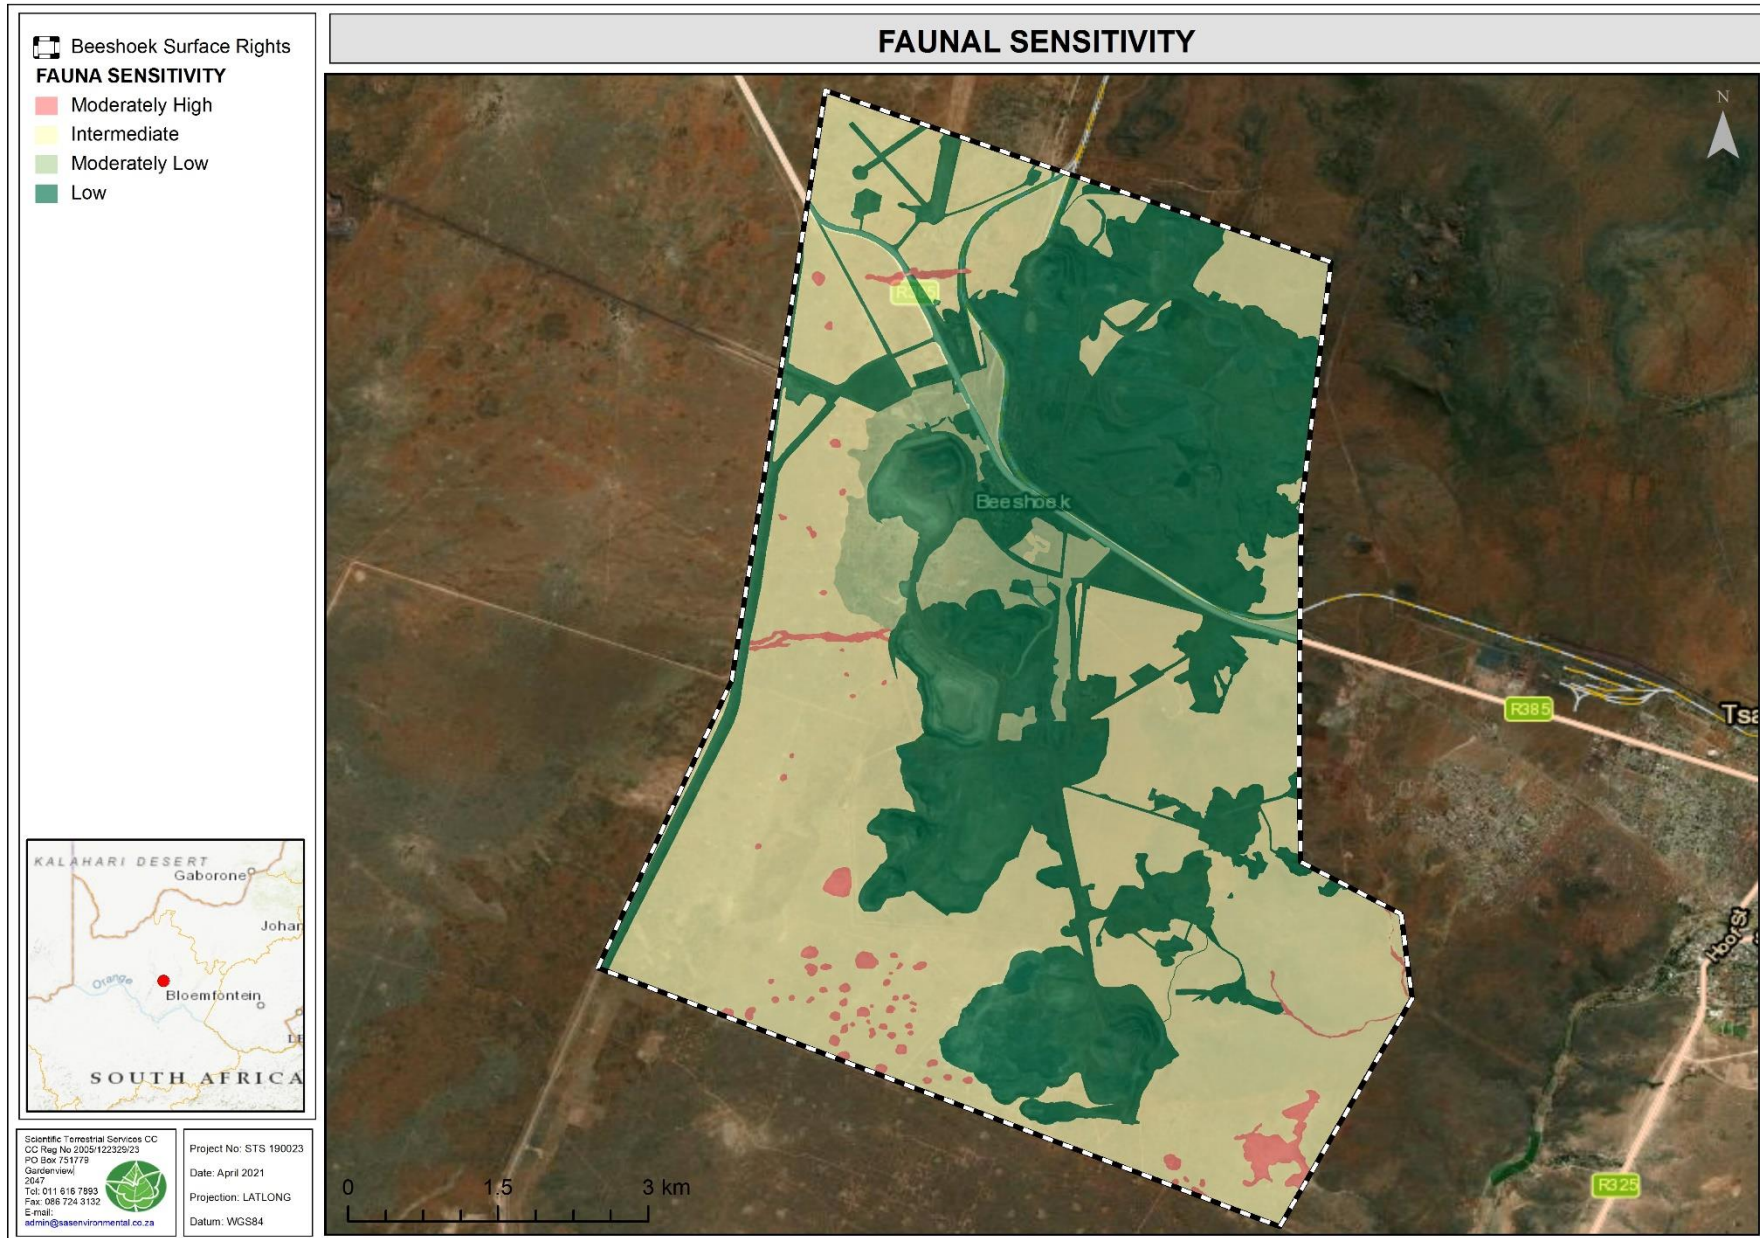 FAUNAL SENSITIVITY
Beeshoek Surface Rights
FAUNA SENSITIVITY
Moderately High
Intermediate
Moderately Low
Low
N
Beeshoek
R385
Tsa
Hoof St
R325
0 1.5 3 km
KALAHARI DESERT
Gaborone
Johan
Orange
Bloemfontein
LE
SOUTH AFRICA
Scientific Terrestrial Services CC
CC Reg No 2005/122329/23
PO Box 751779
Gardenview
2047
Tel: 011 616 7893
Fax: 086 724 3132
E-mail:
admin@sasenvironmental.co.za
Project No: STS 190023
Date: April 2021
Projection: LATLONG
Datum: WGS84